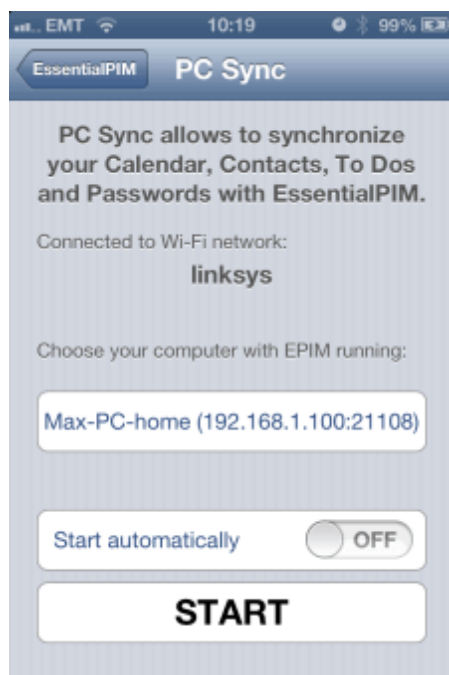 EMT 10:19 99%
EssentialPIM PC Sync
PC Sync allows to synchronize
your Calendar, Contacts, To Dos
and Passwords with EssentialPIM.
Connected to Wi-Fi network:
linksys
Choose your computer with EPIM running:
Max-PC-home (192.168.1.100:21108)
Start automatically OFF
START